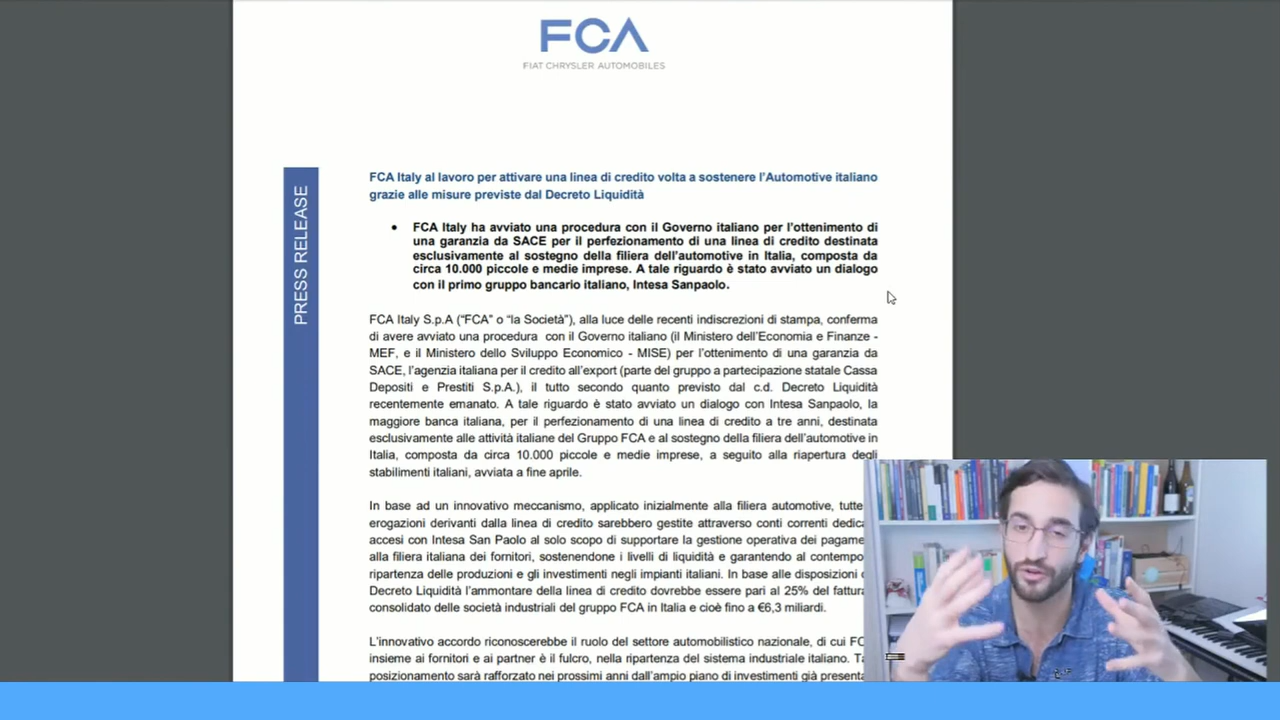 FCA
FIAT CHRYSLER AUTOMOBILES
PRESS RELEASE
FCA Italy al lavoro per attivare una linea di credito volta a sostenere l'Automotive italiano
grazie alle misure previste dal Decreto Liquidità
• FCA Italy ha avviato una procedura con il Governo italiano per l'ottenimento di
una garanzia da SACE per il perfezionamento di una linea di credito destinata
esclusivamente al sostegno della filiera dell'automotive in Italia, composta da
circa 10.000 piccole e medie imprese. A tale riguardo è stato avviato un dialogo
con il primo gruppo bancario italiano, Intesa Sanpaolo.
FCA Italy S.p.A ("FCA" o "la Società"), alla luce delle recenti indiscrezioni di stampa, conferma
di avere avviato una procedura con il Governo italiano (il Ministero dell'Economia e Finanze -
MEF, e il Ministero dello Sviluppo Economico - MISE) per l'ottenimento di una garanzia da
SACE, l'agenzia italiana per il credito all'export (parte del gruppo a partecipazione statale Cassa
Depositi e Prestiti S.p.A.), il tutto secondo quanto previsto dal c.d. Decreto Liquidità
recentemente emanato. A tale riguardo è stato avviato un dialogo con Intesa Sanpaolo, la
maggiore banca italiana, per il perfezionamento di una linea di credito a tre anni, destinata
esclusivamente alle attività italiane del Gruppo FCA e al sostegno della filiera dell'automotive in
Italia, composta da circa 10.000 piccole e medie imprese, a seguito alla riapertura degli
stabilimenti italiani, avviata a fine aprile.
In base ad un innovativo meccanismo, applicato inizialmente alla filiera automotive, tutte
erogazioni derivanti dalla linea di credito sarebbero gestite attraverso conti correnti dedica
accesi con Intesa San Paolo al solo scopo di supportare la gestione operativa dei pagame
alla filiera italiana dei fornitori, sostenendone i livelli di liquidità e garantendo al contempo
ripartenza delle produzioni e gli investimenti negli impianti italiani. In base alle disposizioni
Decreto Liquidità l'ammontare della linea di credito dovrebbe essere pari al 25% del fattura
consolidato delle società industriali del gruppo FCA in Italia e cioè fino a €6,3 miliardi.
L'innovativo accordo riconoscerebbe il ruolo del settore automobilistico nazionale, di cui FC
insieme ai fornitori e ai partner è il fulcro, nella ripartenza del sistema industriale italiano. Ta
posizionamento sarà rafforzato nei prossimi anni dall'ampio piano di investimenti già presenta